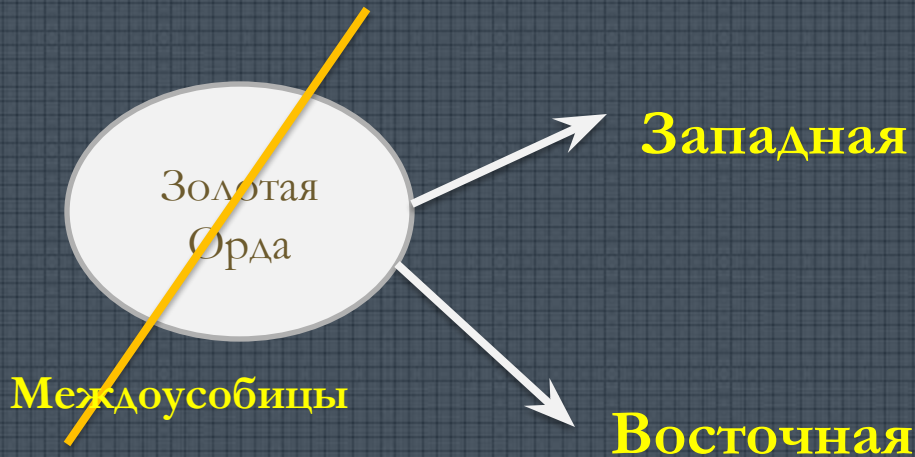 Западная
Золотая
Орда
Междоусобицы
Восточная